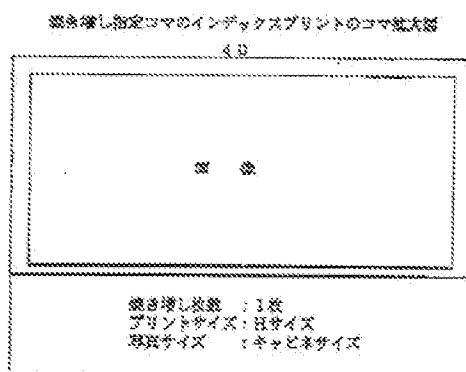 焼き増し指定コマのインデックスプリントのコマ拡大図
40
画 像
焼き増し枚数 : 1枚
プリントサイズ : Hサイズ
写真サイズ : キャビネサイズ